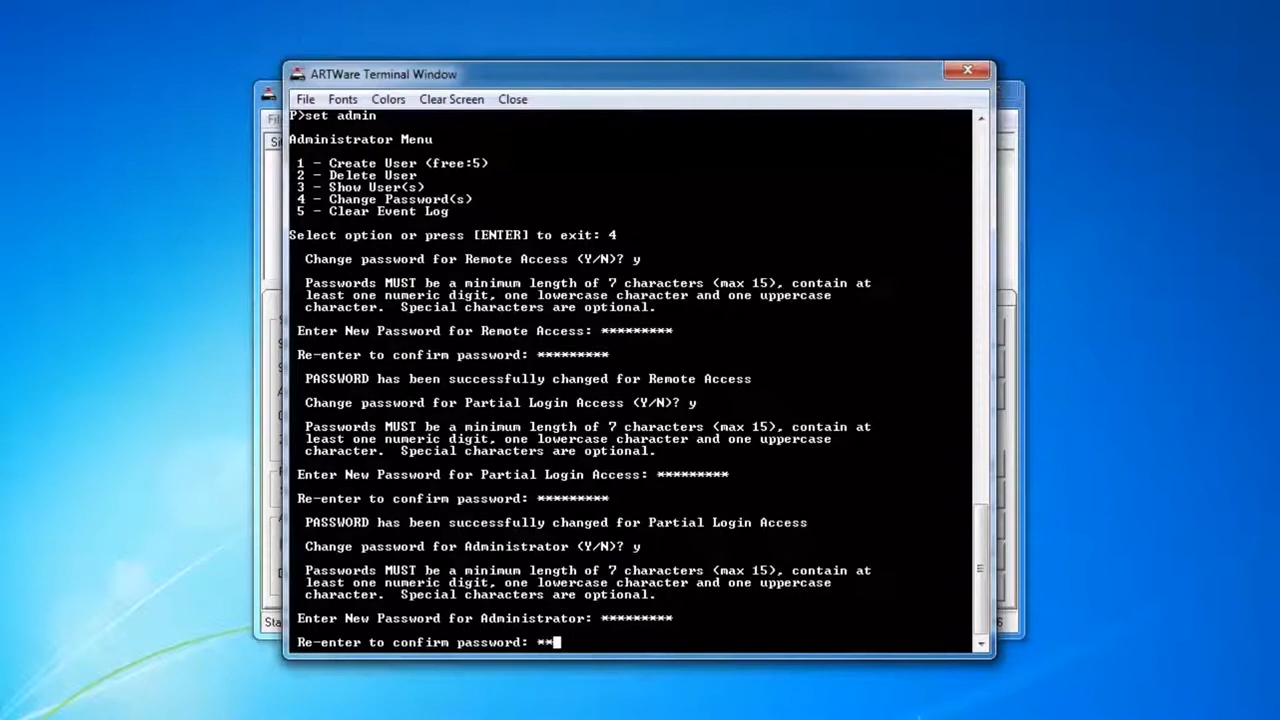 ARTWare Terminal Window
File Fonts Colors Clear Screen Close
P>set admin
Administrator Menu
1 - Create User (free:5)
2 - Delete User
3 - Show User(s)
4 - Change Password(s)
5 - Clear Event Log
Select option or press [ENTER] to exit: 4
Change password for Remote Access (Y/N)? y
Passwords MUST be a minimum length of 7 characters (max 15), contain at
least one numeric digit, one lowercase character and one uppercase
character. Special characters are optional.
Enter New Password for Remote Access: *********
Re-enter to confirm password: *********
PASSWORD has been successfully changed for Remote Access
Change password for Partial Login Access (Y/N)? y
Passwords MUST be a minimum length of 7 characters (max 15), contain at
least one numeric digit, one lowercase character and one uppercase
character. Special characters are optional.
Enter New Password for Partial Login Access: *********
Re-enter to confirm password: *********
PASSWORD has been successfully changed for Partial Login Access
Change password for Administrator (Y/N)? y
Passwords MUST be a minimum length of 7 characters (max 15), contain at
least one numeric digit, one lowercase character and one uppercase
character. Special characters are optional.
Enter New Password for Administrator: *********
Re-enter to confirm password: **